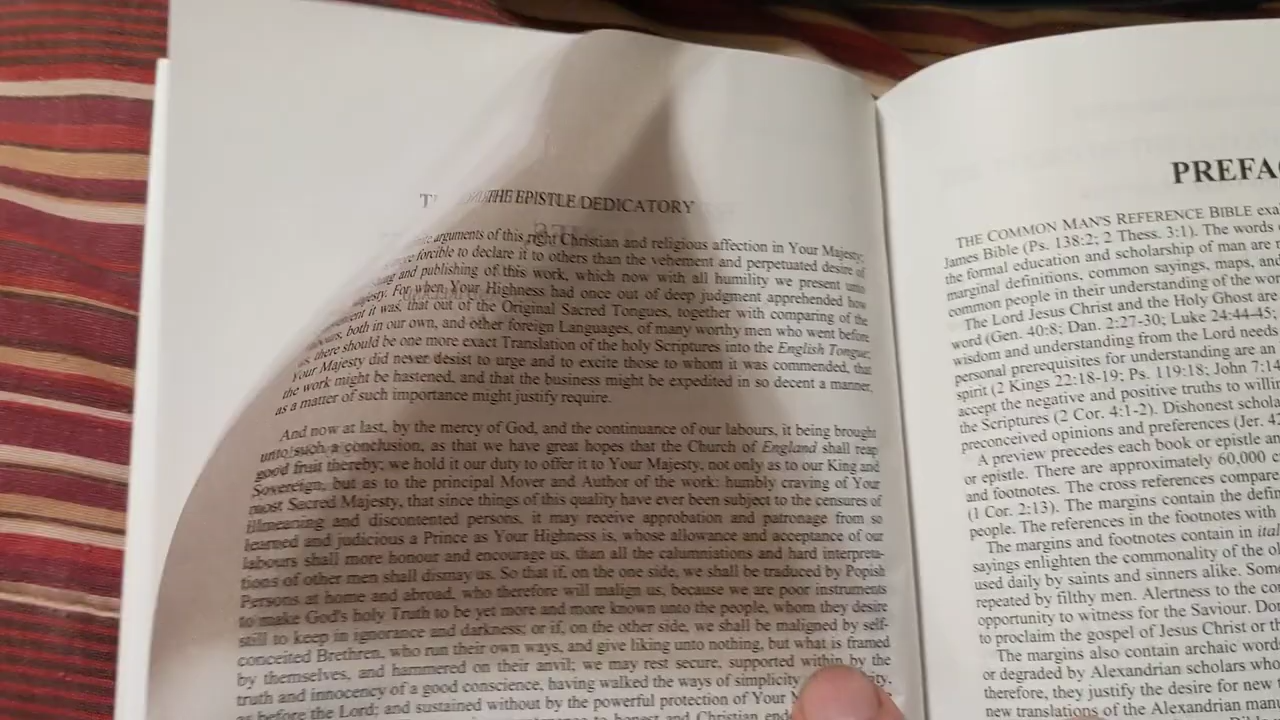 THE EPISTLE DEDICATORY
arguments of this right Christian and religious affection in Your Majesty;
forcible to declare it to others than the vehement and perpetuated desire of
and publishing of this work, which now with all humility we present unto
For when Your Highness had once out of deep judgment apprehended how
it was, that out of the Original Sacred Tongues, together with comparing of the
both in our own, and other foreign Languages, of many worthy men who went before
us, there should be one more exact Translation of the holy Scriptures into the English Tongue;
Your Majesty did never desist to urge and to excite those to whom it was commended, that
the work might be hastened, and that the business might be expedited in so decent a manner,
as a matter of such importance might justify require.
And now at last, by the mercy of God, and the continuance of our labours, it being brought
unto such a conclusion, as that we have great hopes that the Church of England shall reap
good fruit thereby; we hold it our duty to offer it to Your Majesty, not only as to our King and
Sovereign, but as to the principal Mover and Author of the work: humbly craving of Your
most Sacred Majesty, that since things of this quality have ever been subject to the censures of
illmeaning and discontented persons, it may receive approbation and patronage from so
learned and judicious a Prince as Your Highness is, whose allowance and acceptance of our
labours shall more honour and encourage us, than all the calumniations and hard interpreta-
tions of other men shall dismay us. So that if, on the one side, we shall be traduced by Popish
Persons at home and abroad, who therefore will malign us, because we are poor instruments
to make God's holy Truth to be yet more and more known unto the people, whom they desire
still to keep in ignorance and darkness; or if, on the other side, we shall be maligned by self-
conceited Brethren, who run their own ways, and give liking unto nothing, but what is framed
by themselves, and hammered on their anvil; we may rest secure, supported within by the
truth and innocency of a good conscience, having walked the ways of simplicity
as before the Lord; and sustained without by the powerful protection of Your
to honest and Christian
PREFA
THE COMMON MAN'S REFERENCE BIBLE
James Bible (Ps. 138:2; 2 Thess. 3:1). The words
the formal education and scholarship of man are
marginal definitions, common sayings, maps, and
common people in their understanding of the
The Lord Jesus Christ and the Holy Ghost are
word (Gen. 40:8; Dan. 2:27-30; Luke 24:44-45;
wisdom and understanding from the Lord needs
personal prerequisites for understanding are an
spirit (2 Kings 22:18-19; Ps. 119:18; John 7:14
accept the negative and positive truths to
the Scriptures (2 Cor. 4:1-2). Dishonest
preconceived opinions and preferences (Jer.
A preview precedes each book or epistle an
or epistle. There are approximately 60,000
and footnotes. The cross references compare
(1 Cor. 2:13). The margins contain the
people. The references in the footnotes with
The margins and footnotes contain in
sayings enlighten the commonality of the
used daily by saints and sinners alike.
repeated by filthy men. Alertness to the
opportunity to witness for the Saviour.
to proclaim the gospel of Jesus Christ or
The margins also contain archaic
or degraded by Alexandrian scholars
therefore, they justify the desire for new
new translations of the Alexandrian